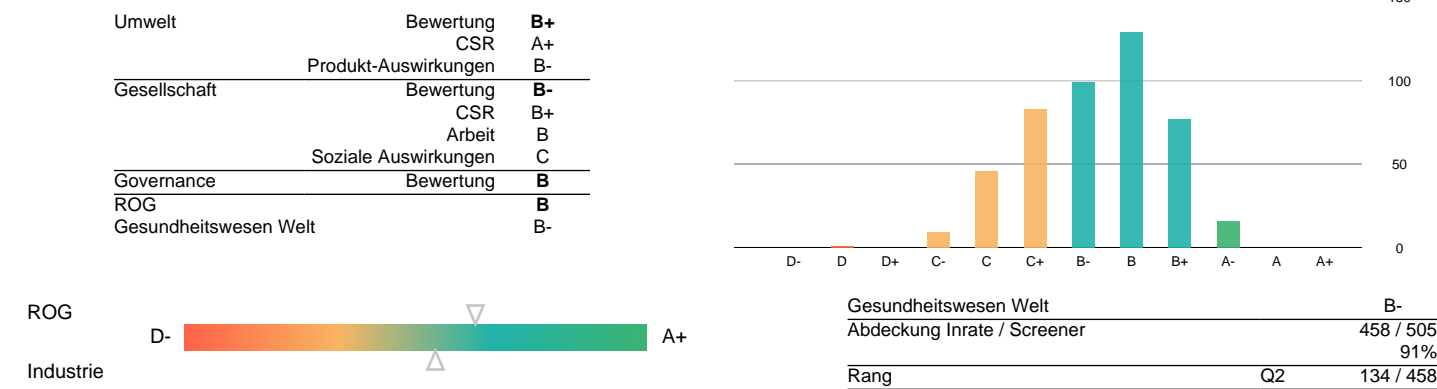 Umwelt Bewertung B+
CSR A+
Produkt-Auswirkungen B-
Gesellschaft Bewertung B-
CSR B+
Arbeit B
Soziale Auswirkungen C
Governance Bewertung B
ROG B
Gesundheitswesen Welt B-
100
50
0
D- D D+ C- C C+ B- B B+ A- A A+
ROG
D- A+
Industrie
Gesundheitswesen Welt B-
Abdeckung Inrate / Screener 458 / 505
91%
Rang Q2 134 / 458